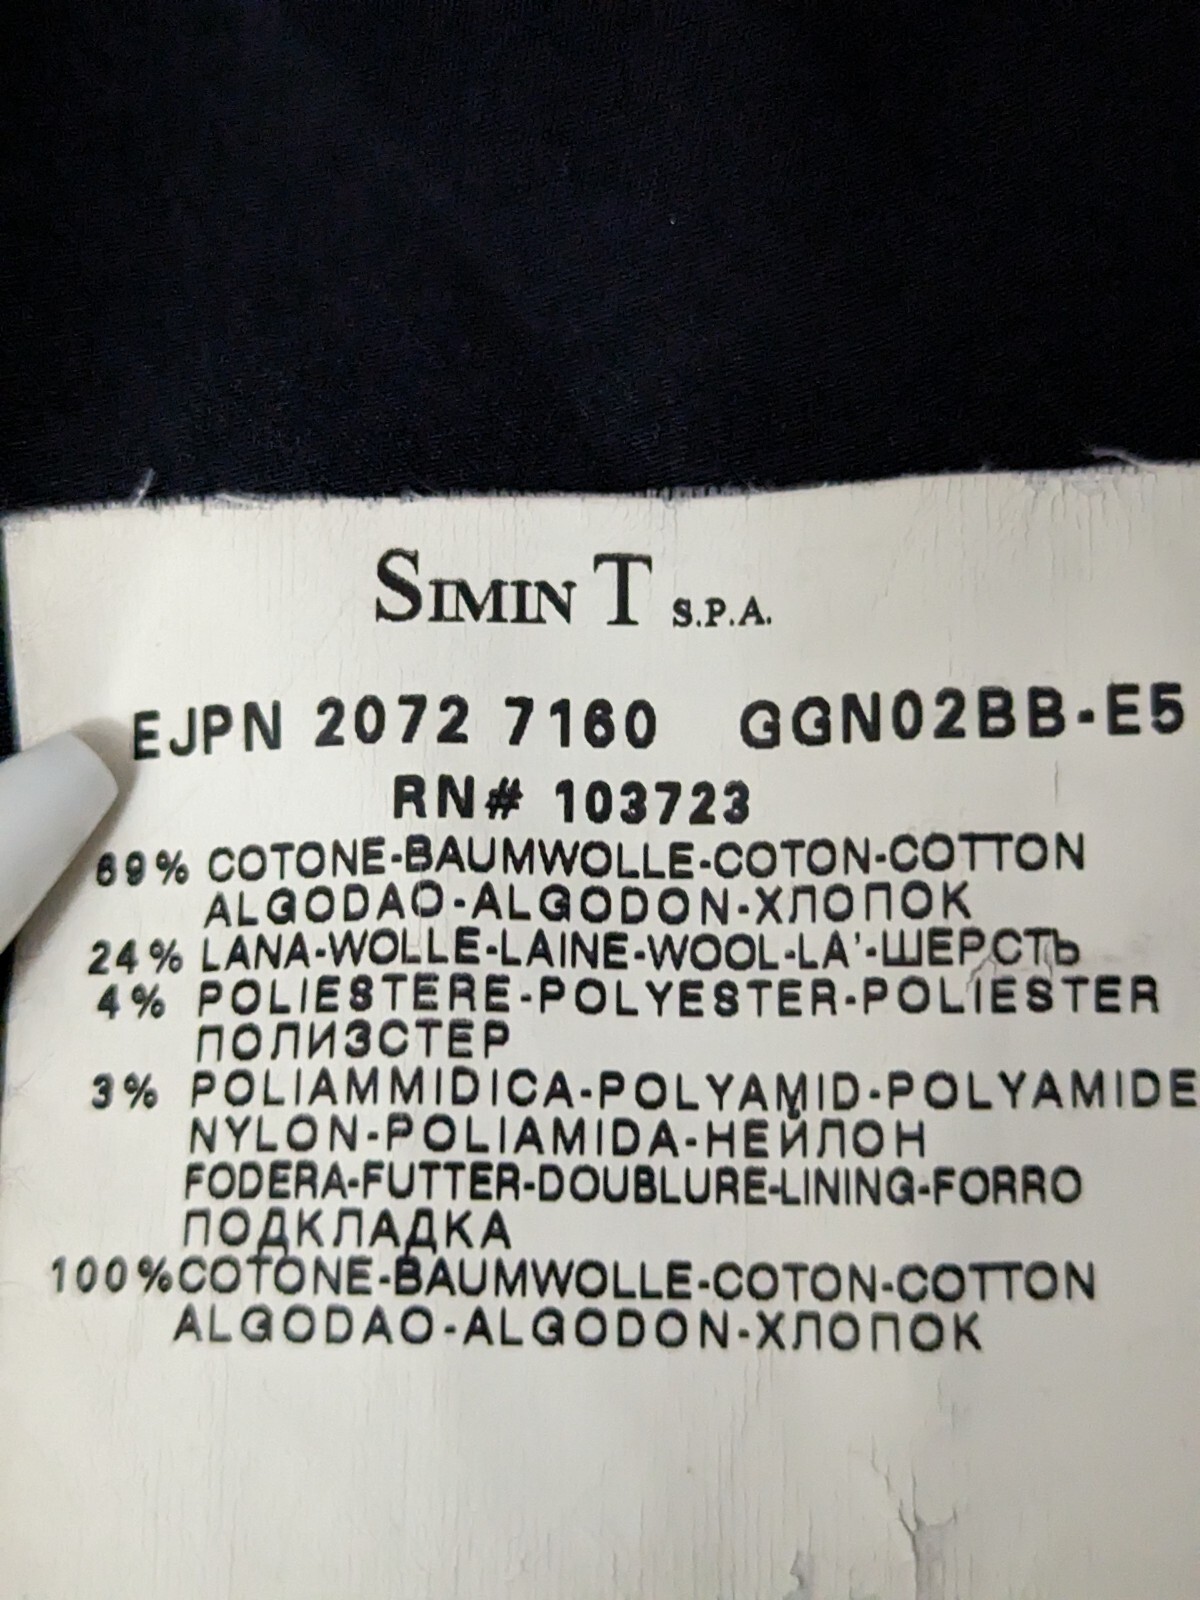 SIMIN T S.P.A.
EJPN 2072 7160 GGN02BB-E5
RN# 103723
69% COTONE-BAUMWOLLE-COTON-COTTON
ALGODAO-ALGODON-ХЛОПОК
24% LANA-WOLLE-LAINE-WOOL-LA'-ШЕРСТЬ
4% POLIESTERE-POLYESTER-POLIESTER
ПОЛИЗСТЕР
3% POLIAMMIDICA-POLYAMID-POLYAMIDE
NYLON-POLIAMIDA-НЕЙЛОН
FODERA-FUTTER-DOUBLURE-LINING-FORRO
ПОДКЛАДКА
100% COTONE-BAUMWOLLE-COTON-COTTON
ALGODAO-ALGODON-ХЛОПОК